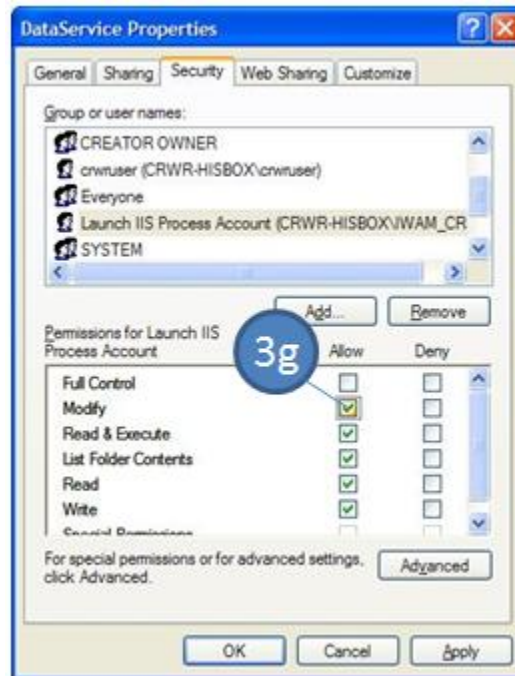 DataService Properties
General Sharing Security Web Sharing Customize
Group or user names:
CREATOR OWNER
crwruser (CRWR-HISBOX\crwruser)
Everyone
Launch IIS Process Account (CRWR-HISBOX\IWAM_CR
SYSTEM
Add... Remove
Permissions for Launch IIS
Process Account Allow Deny
3g
Full Control
Modify
Read & Execute
List Folder Contents
Read
Write
Special Permissions
For special permissions or for advanced settings,
click Advanced.
Advanced
OK Cancel Apply